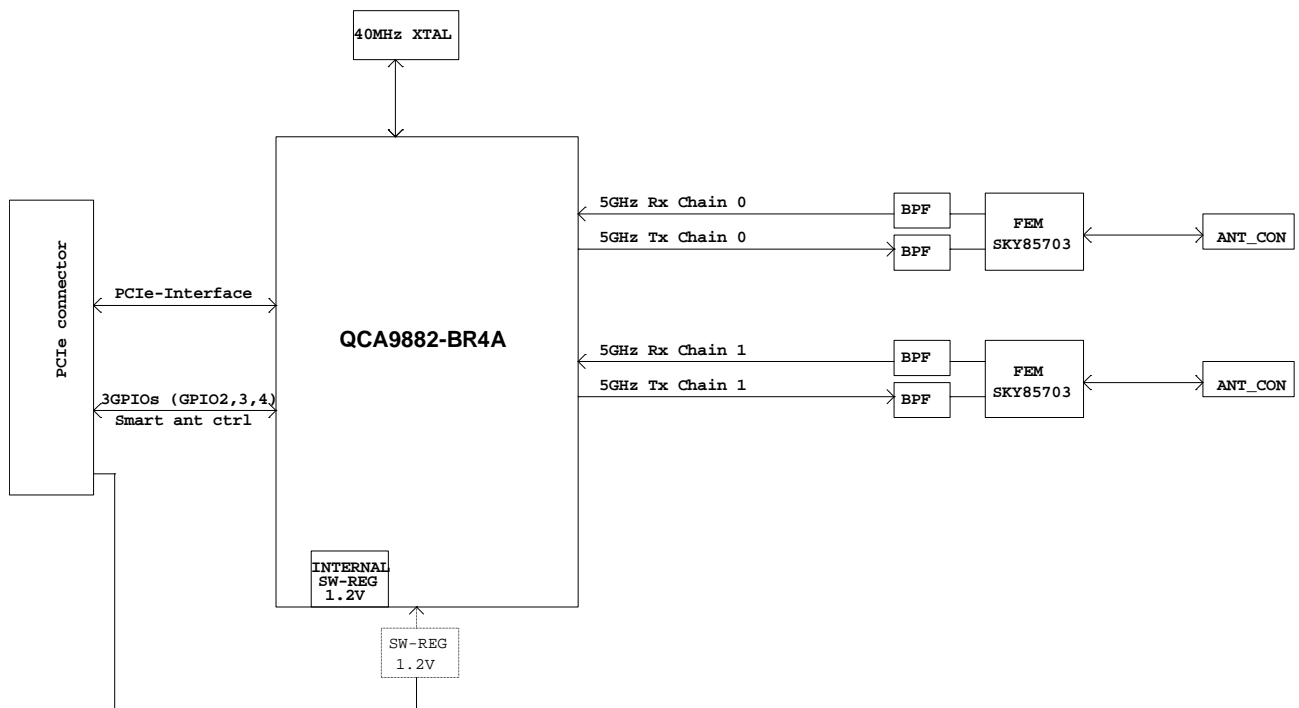 40MHz XTAL
5GHz Rx Chain 0
BPF
FEM
SKY85703
ANT_CON
5GHz Tx Chain 0
BPF
PCIe connector
PCIe-Interface
QCA9882-BR4A
5GHz Rx Chain 1
BPF
FEM
SKY85703
ANT_CON
5GHz Tx Chain 1
BPF
3GPIOs (GPIO2,3,4)
Smart ant ctrl
INTERNAL
SW-REG
1.2V
SW-REG
1.2V